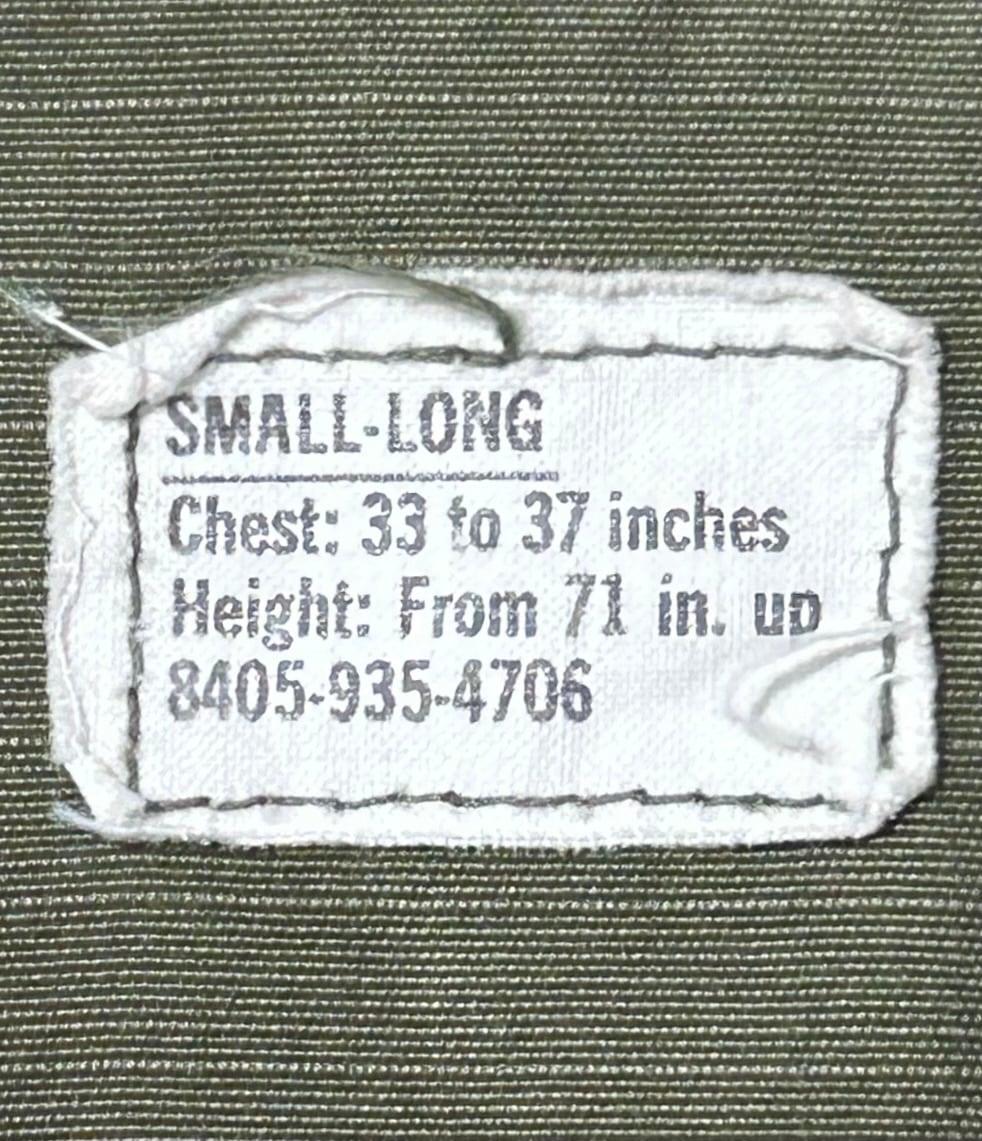 SMALL-LONG
Chest: 33 to 37 inches
Height: From 71 in. up
8405-935-4706